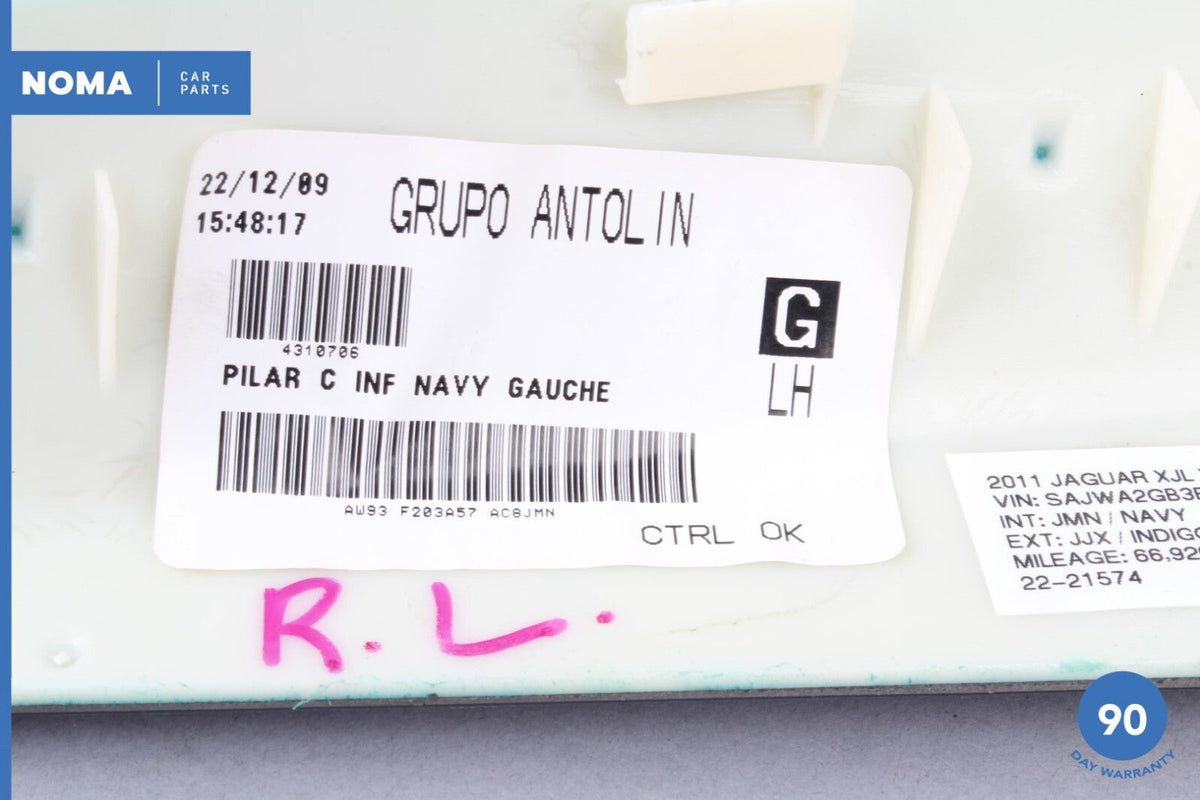 NOMA
CAR
PARTS
22/12/09
15:48:17
GRUPO ANTOLIN
4310706
G
LH
PILAR C INF NAVY GAUCHE
AW93 F203A57 AC8JMN
CTRL OK
2011 JAGUAR XJL
VIN: SAJWA2GB3
INT: JMN / NAVY
EXT: JJX / INDIGO
MILEAGE: 66,92
22-21574
R. L.
90
DAY WARRANTY